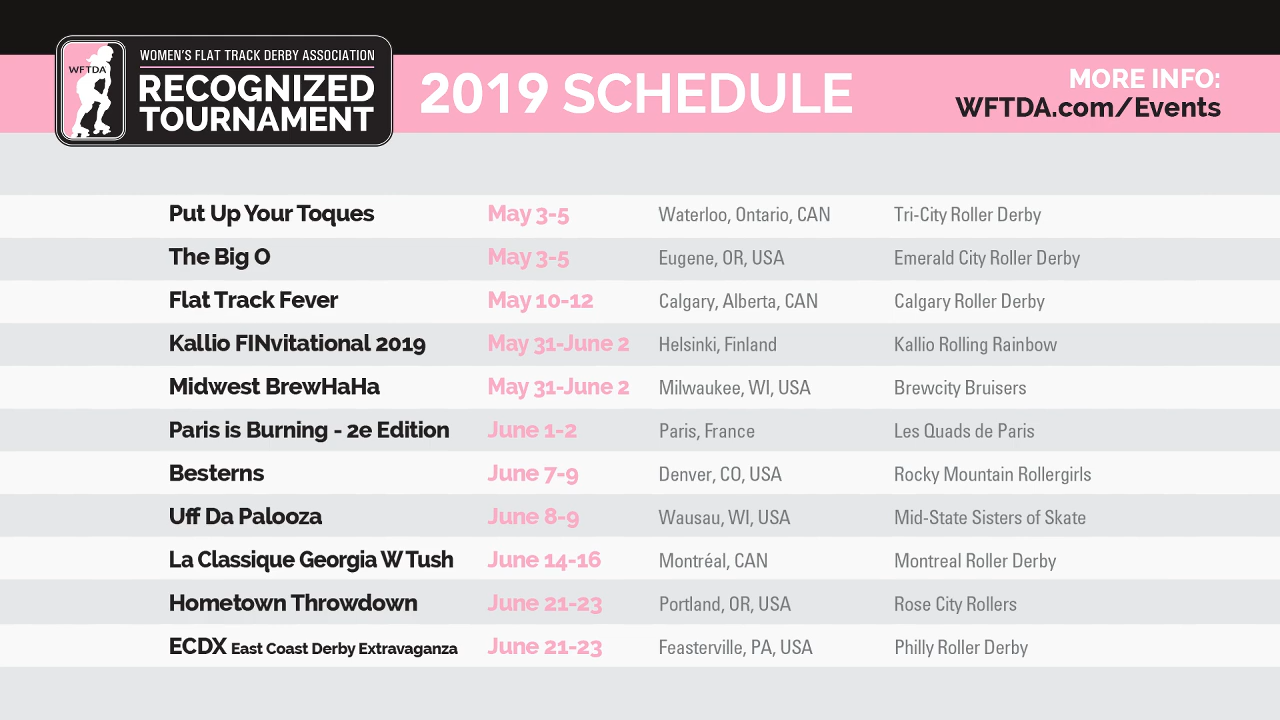 WFTDA
WOMEN'S FLAT TRACK DERBY ASSOCIATION
RECOGNIZED
TOURNAMENT
2019 SCHEDULE
MORE INFO:
WFTDA.com/Events
Put Up Your Toques May 3-5 Waterloo, Ontario, CAN Tri-City Roller Derby
The Big O May 3-5 Eugene, OR, USA Emerald City Roller Derby
Flat Track Fever May 10-12 Calgary, Alberta, CAN Calgary Roller Derby
Kallio FINvitational 2019 May 31-June 2 Helsinki, Finland Kallio Rolling Rainbow
Midwest BrewHaHa May 31-June 2 Milwaukee, WI, USA Brewcity Bruisers
Paris is Burning - 2e Edition June 1-2 Paris, France Les Quads de Paris
Besterns June 7-9 Denver, CO, USA Rocky Mountain Rollergirls
Uff Da Palooza June 8-9 Wausau, WI, USA Mid-State Sisters of Skate
La Classique Georgia W Tush June 14-16 Montréal, CAN Montreal Roller Derby
Hometown Throwdown June 21-23 Portland, OR, USA Rose City Rollers
ECDX East Coast Derby Extravaganza June 21-23 Feasterville, PA, USA Philly Roller Derby